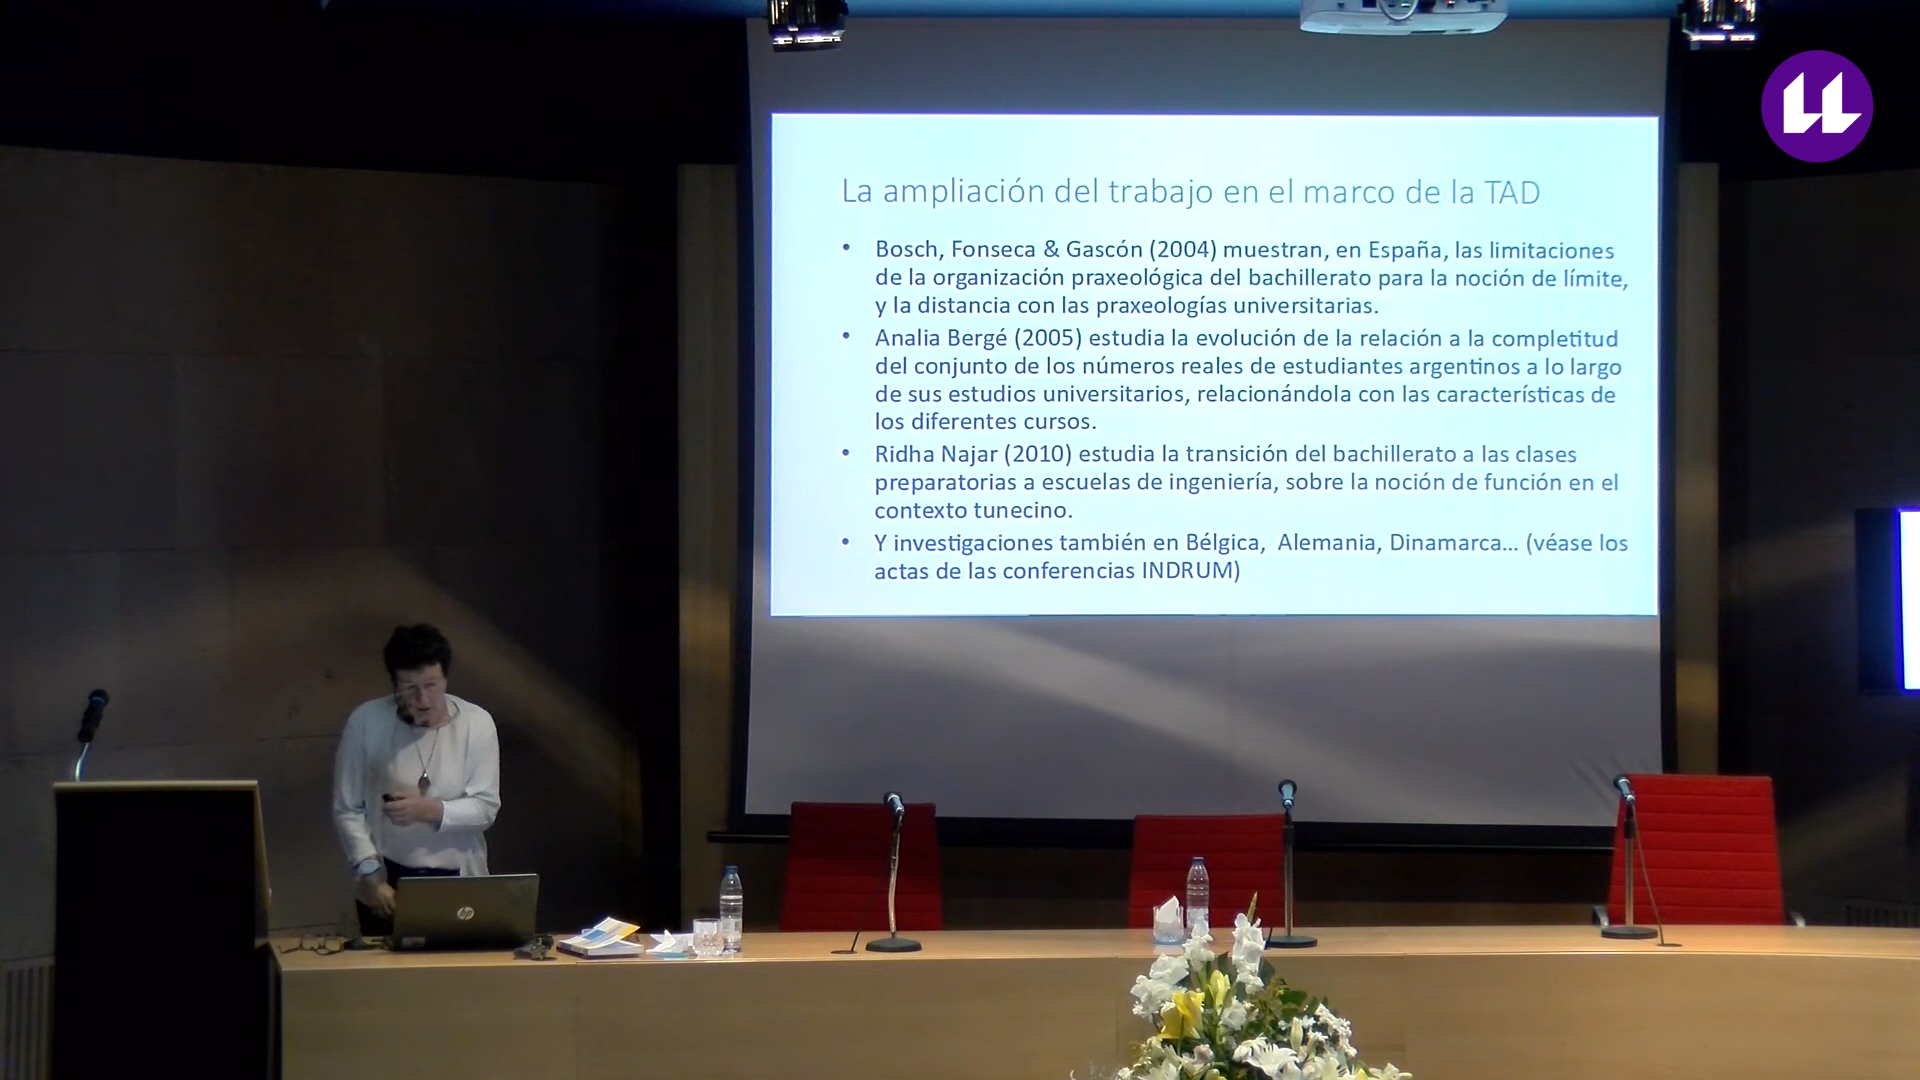 La ampliación del trabajo en el marco de la TAD
• Bosch, Fonseca & Gascón (2004) muestran, en España, las limitaciones
de la organización praxeológica del bachillerato para la noción de límite,
y la distancia con las praxeologías universitarias.
• Analia Bergé (2005) estudia la evolución de la relación a la completitud
del conjunto de los números reales de estudiantes argentinos a lo largo
de sus estudios universitarios, relacionándola con las características de
los diferentes cursos.
• Ridha Najar (2010) estudia la transición del bachillerato a las clases
preparatorias a escuelas de ingeniería, sobre la noción de función en el
contexto tunecino.
• Y investigaciones también en Bélgica, Alemania, Dinamarca... (véase los
actas de las conferencias INDRUM)
hp